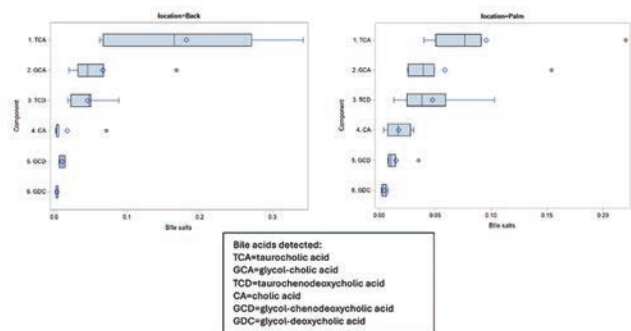 location=Back
Component
1. TCA
2. GCA
3. TCD
4. CA
5. GCD
6. GDC
0.0 0.1 0.2 0.3
Bile salts
location=Palm
Component
1. TCA
2. GCA
3. TCD
4. CA
5. GCD
6. GDC
0.00 0.05 0.10 0.15 0.20
Bile salts
Bile acids detected:
TCA=taurocholic acid
GCA=glycol-cholic acid
TCD=taurochenodeoxycholic acid
CA=cholic acid
GCD=glycol-chenodeoxycholic acid
GDC=glycol-deoxycholic acid